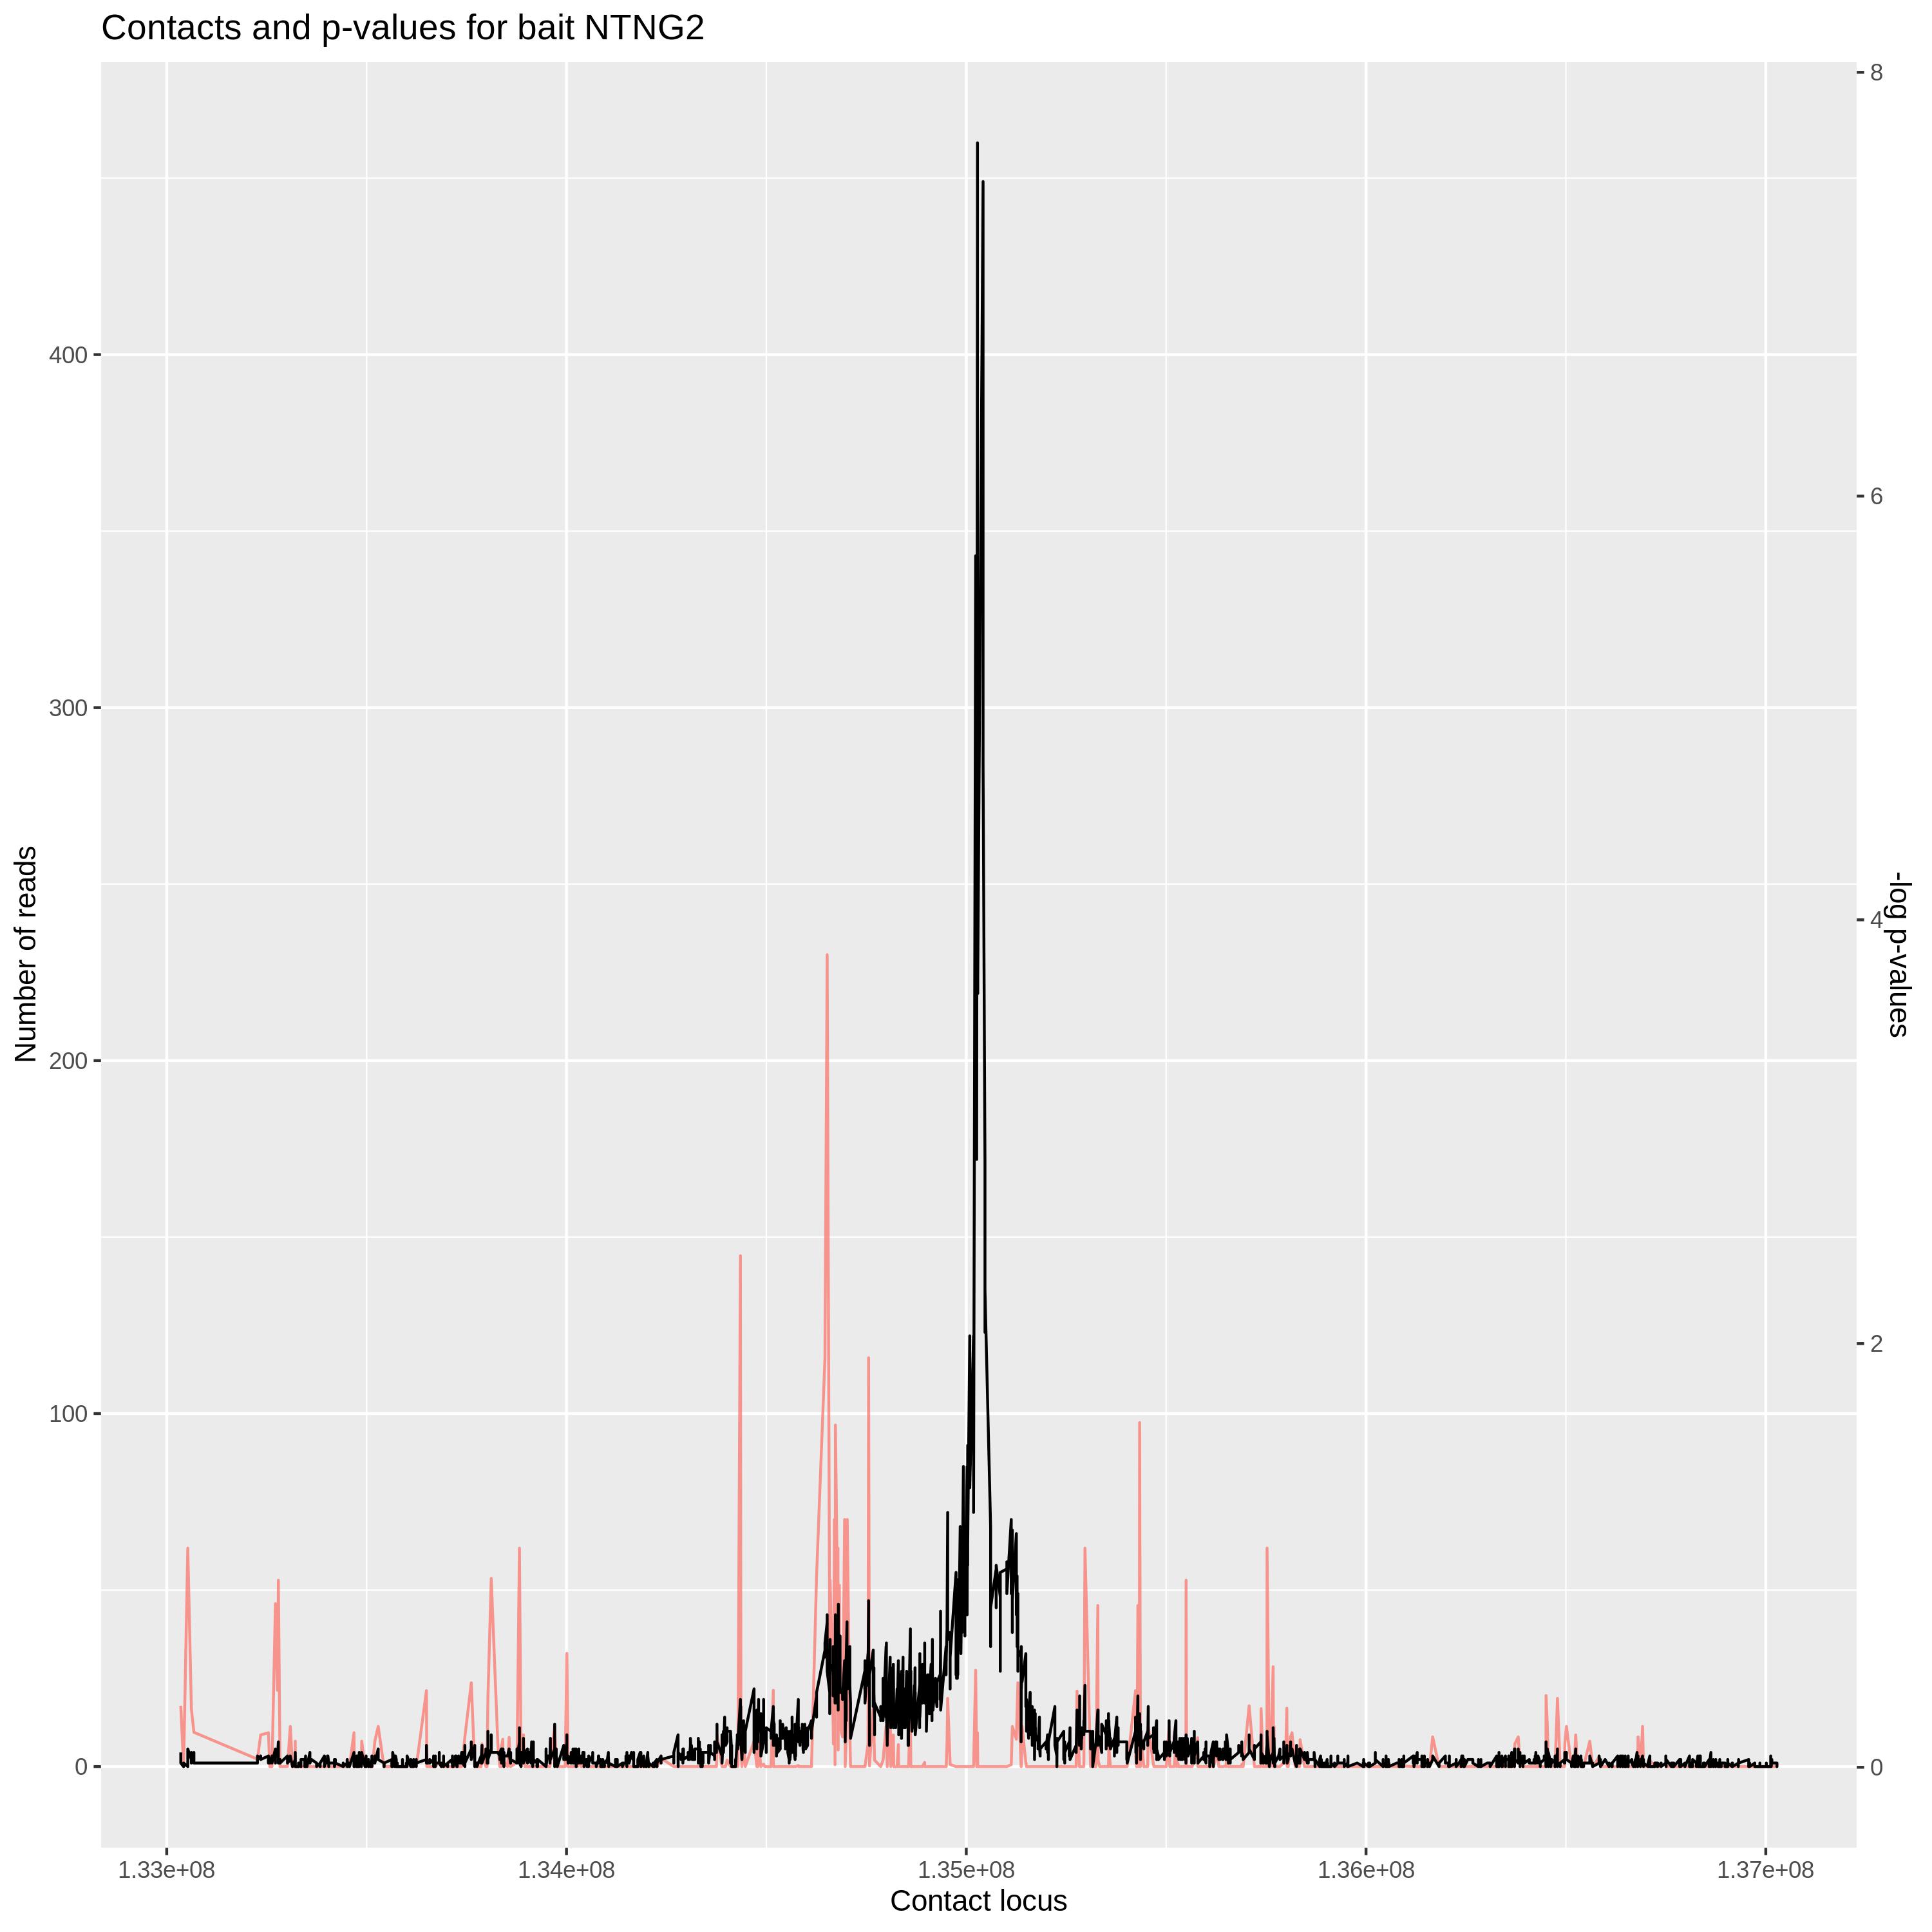 Contacts and p-values for bait NTNG2
8
6
4
2
0
400
300
200
100
0
Number of reads
-log p-values
1.33e+08
1.34e+08
1.35e+08
1.36e+08
1.37e+08
Contact locus